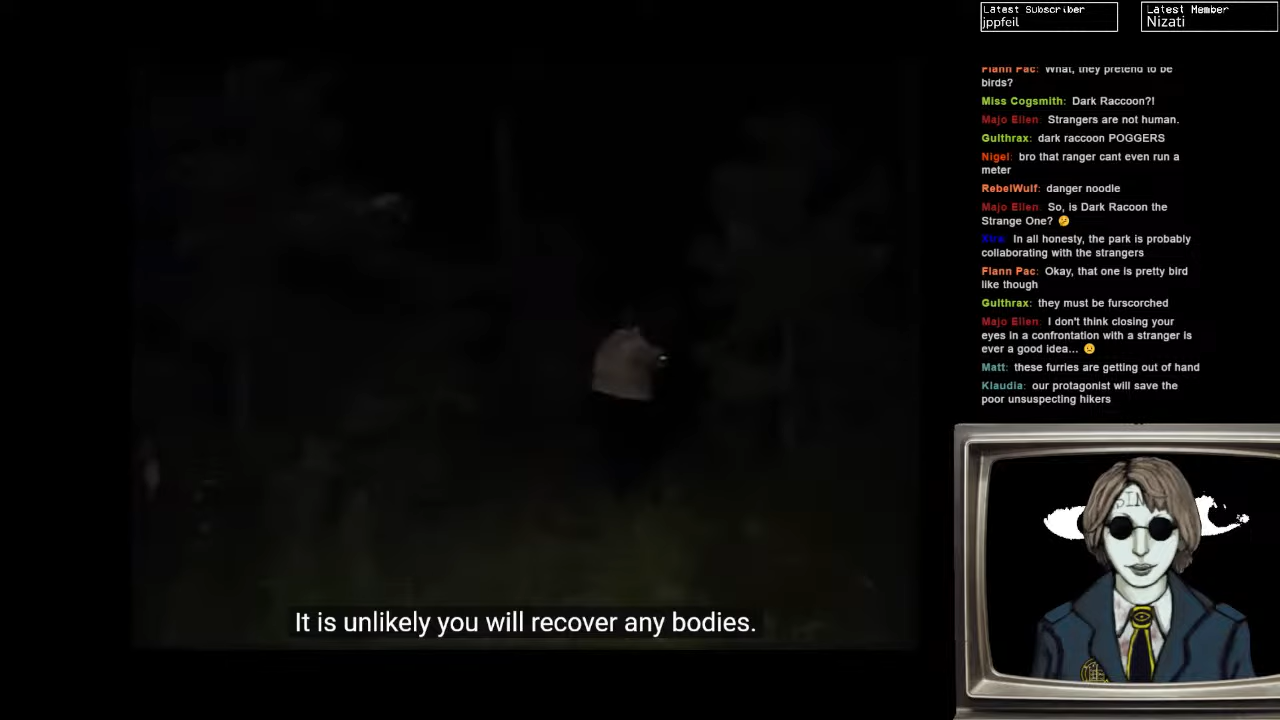 Latest Subscriber
jppfeil
Latest Member
Nizati
Flann Pac: What, they pretend to be
birds?
Miss Cogsmith: Dark Raccoon?!
Majo Ellen: Strangers are not human.
Gulthrax: dark raccoon POGGERS
Nigel: bro that ranger cant even run a
meter
RebelWulf: danger noodle
Majo Ellen: So, is Dark Racoon the
Strange One? 🤨
In all honesty, the park is probably
collaborating with the strangers
Flann Pac: Okay, that one is pretty bird
like though
Gulthrax: they must be furscorched
Majo Ellen: I don't think closing your
eyes in a confrontation with a stranger is
ever a good idea... 😕
Matt: these furries are getting out of hand
Klaudia: our protagonist will save the
poor unsuspecting hikers
SIN
It is unlikely you will recover any bodies.